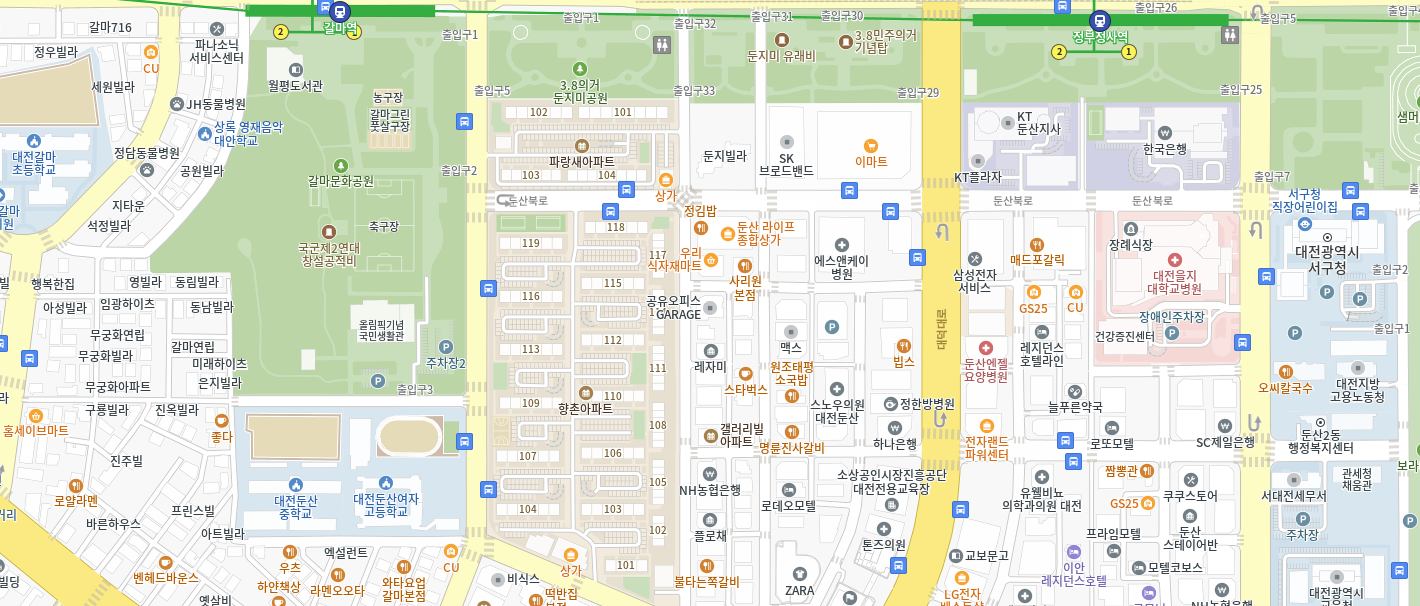 갈마역
2
출입구1
출입구32
출입구31
출입구30
출입구26
출입구5
정부청사역
2
1
갈마716
파나소닉
서비스센터
출입구1
둔지미 유래비
3.8민주의거
기념탑
정우빌라
CU
세원빌라
월평도서관
농구장
3.8의거
둔지미공원
출입구5
출입구33
출입구29
출입구25
JH동물병원
갈마그린
풋살구장
상록 영재음악
대안학교
102
101
KT
둔산지사
한국은행
대전갈마
초등학교
정담동물병원
공원빌라
갈마문화공원
출입구2
파랑새아파트
103
104
상가
둔지빌라
SK
브로드밴드
이마트
KT플라자
출입구7
지타운
석정빌라
축구장
둔산북로
둔산북로
둔산북로
서구청
직장어린이집
정김밥
국군제2연대
창설공적비
118
119
117
우리
식자재마트
둔산 라이프
종합상가
에스앤케이
병원
장례식장
매드포갈릭
대전을지
대학교병원
대전광역시
서구청
출입구2
행복한집
영빌라
동림빌라
116
115
사리원
본점
삼성전자
서비스
GS25
CU
아성빌라
임광하이츠
동남빌라
공유오피스
GARAGE
장애인주차장
출입구1
무궁화연립
올림픽기념
국민생활관
갈마연립
무궁화빌라
미래하이츠
주차장2
113
112
레자미
맥스
빕스
대덕대로
건강증진센터
레지던스
호텔라인
둔산엔젤
요양병원
무궁화아파트
은지빌라
출입구3
111
110
109
향촌아파트
스타벅스
원조태평
소국밥
오씨칼국수
대전지방
고용노동청
구룡빌라
진옥빌라
스노우의원
대전둔산
정한방병원
늘푸른약국
홈세이브마트
좋다
108
갤러리빌
아파트
명륜진사갈비
하나은행
전자랜드
파워센터
로또모텔
SC제일은행
둔산2동
행정복지센터
진주빌
107
106
105
NH농협은행
소상공인시장진흥공단
대전전용교육장
짬뽕관
관세청
채움관
로얄라멘
대전둔산
중학교
대전둔산여자
고등학교
프린스빌
104
103
로데오모텔
유웰비뇨
의학과의원 대전
쿠쿠스토어
GS25
서대전세무서
바른하우스
아트빌라
102
플로채
톤즈의원
프라임모텔
둔산
스테이어반
주차장
우츠
엑설런트
CU
101
상가
교보문고
이안
레지던스호텔
모텔코보스
벤헤드바운스
하얀책상
라멘오오타
와타요업
갈마본점
비식스
불타는쪽갈비
ZARA
LG전자
대전광역시
옛살비
떡반집
NH농협은행